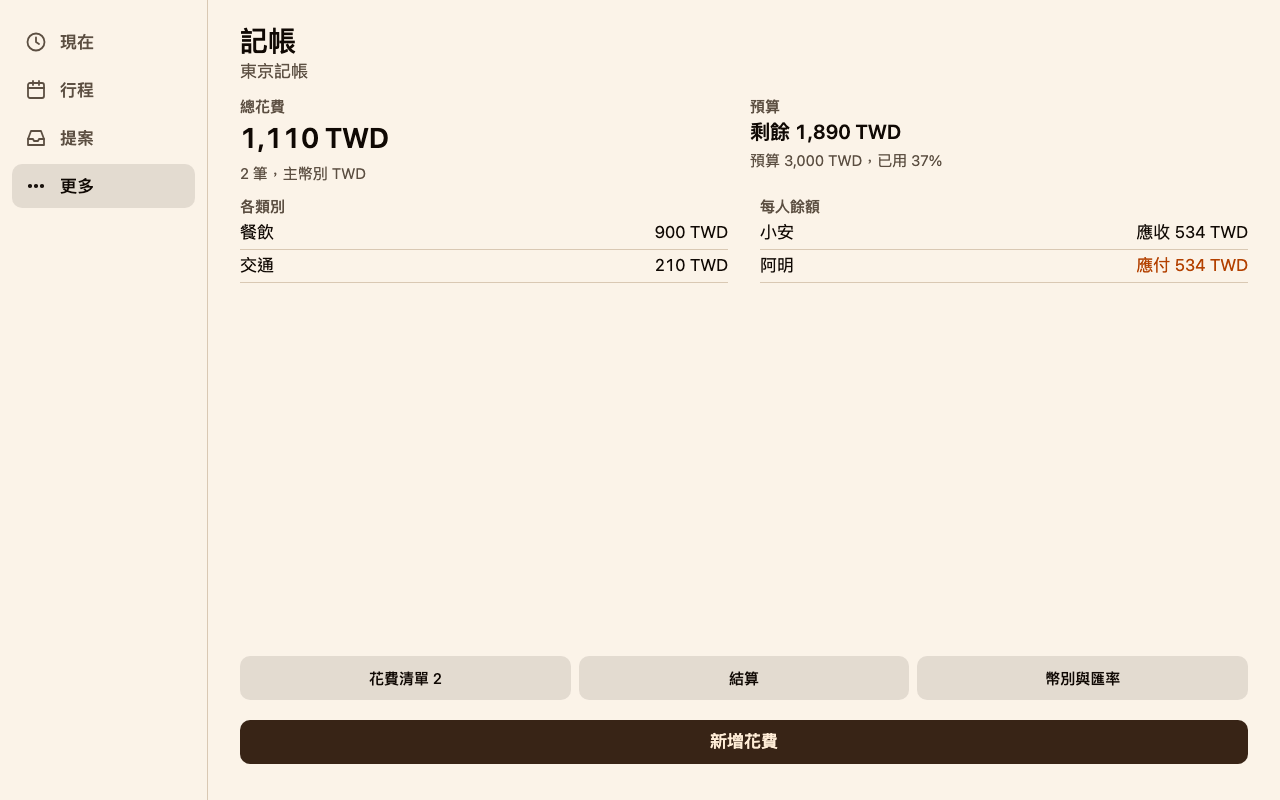 現在
行程
提案
更多
記帳
東京記帳
總花費
1,110 TWD
2 筆，主幣別 TWD
預算
剩餘 1,890 TWD
預算 3,000 TWD，已用 37%
各類別
餐飲 900 TWD
交通 210 TWD
每人餘額
小安 應收 534 TWD
阿明 應付 534 TWD
花費清單 2
結算
幣別與匯率
新增花費